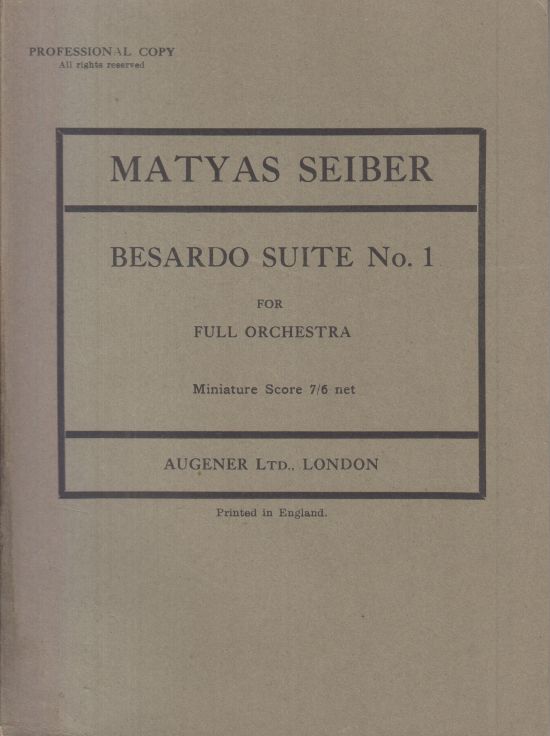 PROFESSIONAL COPY
All rights reserved
MATYAS SEIBER
BESARDO SUITE No. 1
FOR
FULL ORCHESTRA
Miniature Score 7/6 net
AUGENER LTD., LONDON
Printed in England.